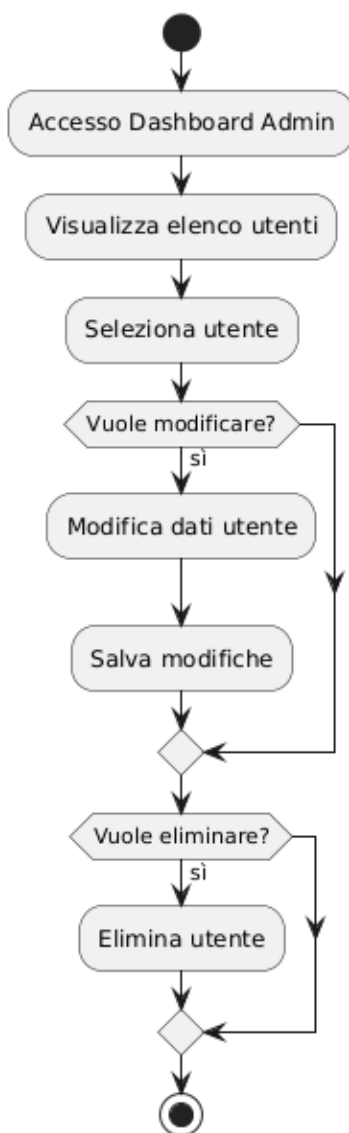 Accesso Dashboard Admin
Visualizza elenco utenti
Seleziona utente
Vuole modificare?
sì
Modifica dati utente
Salva modifiche
Vuole eliminare?
sì
Elimina utente